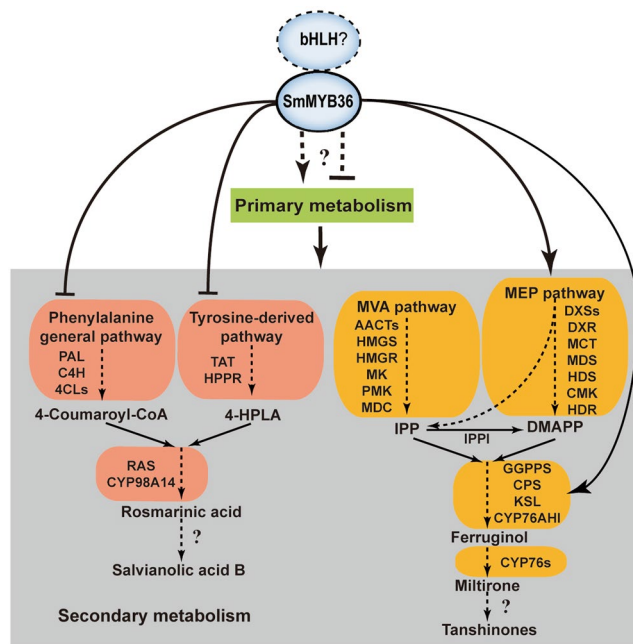 bHLH?
SmMYB36
?
Primary metabolism
Phenylalanine
general pathway
PAL
C4H
4CLs
4-Coumaroyl-CoA
Tyrosine-derived
pathway
TAT
HPPR
4-HPLA
RAS
CYP98A14
Rosmarinic acid
?
Salvianolic acid B
MVA pathway
AACTs
HMGS
HMGR
MK
PMK
MDC
IPP
IPPI
MEP pathway
DXSs
DXR
MCT
MDS
HDS
CMK
HDR
DMAPP
GGPPS
CPS
KSL
CYP76AHI
Ferruginol
CYP76s
Miltirone
?
Tanshinones
Secondary metabolism